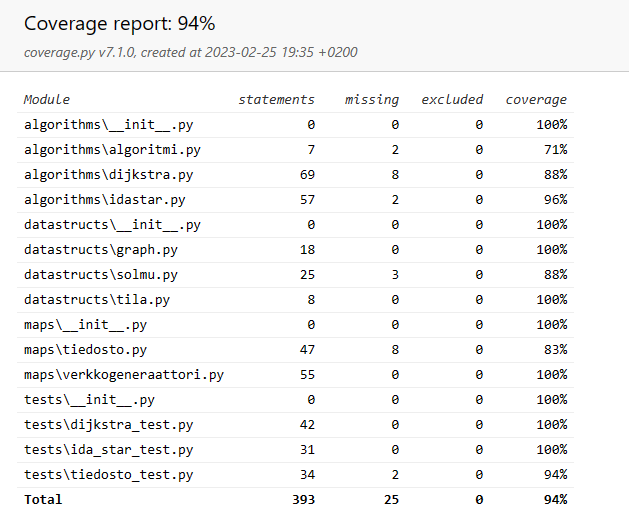 Coverage report: 94%
coverage.py v7.1.0, created at 2023-02-25 19:35 +0200
Module statements missing excluded coverage
algorithms\__init__.py 0 0 0 100%
algorithms\algoritmi.py 7 2 0 71%
algorithms\dijkstra.py 69 8 0 88%
algorithms\idastar.py 57 2 0 96%
datastructs\__init__.py 0 0 0 100%
datastructs\graph.py 18 0 0 100%
datastructs\solmu.py 25 3 0 88%
datastructs\tila.py 8 0 0 100%
maps\__init__.py 0 0 0 100%
maps\tiedosto.py 47 8 0 83%
maps\verkkogeneraattori.py 55 0 0 100%
tests\__init__.py 0 0 0 100%
tests\dijkstra_test.py 42 0 0 100%
tests\ida_star_test.py 31 0 0 100%
tests\tiedosto_test.py 34 2 0 94%
Total 393 25 0 94%